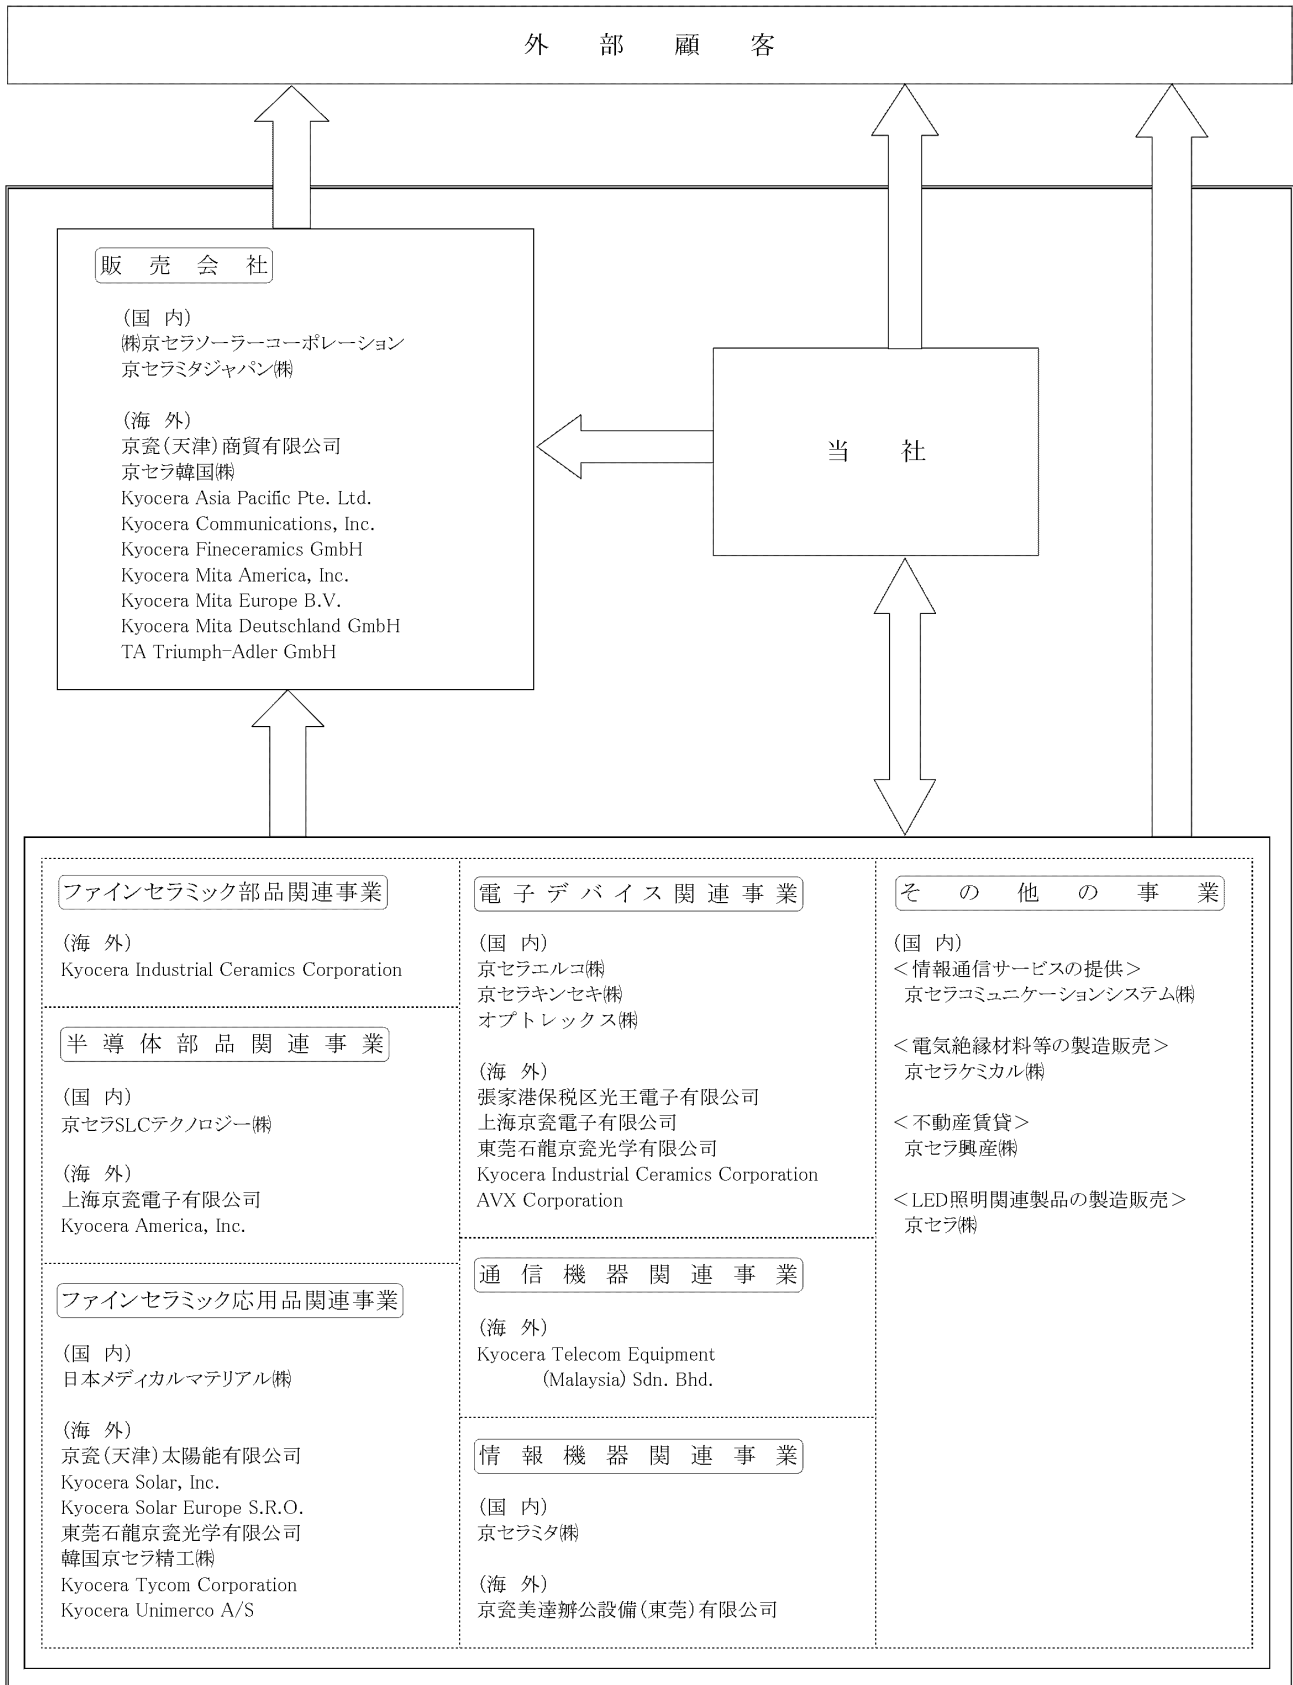 外部顧客
販売会社
(国内)
㈱京セラソーラーコーポレーション
京セラミタジャパン㈱
(海外)
京瓷(天津)商貿有限公司
京セラ韓国㈱
Kyocera Asia Pacific Pte. Ltd.
Kyocera Communications, Inc.
Kyocera Fineceramics GmbH
Kyocera Mita America, Inc.
Kyocera Mita Europe B.V.
Kyocera Mita Deutschland GmbH
TA Triumph-Adler GmbH
当社
ファインセラミック部品関連事業
(海外)
Kyocera Industrial Ceramics Corporation
半導体部品関連事業
(国内)
京セラSLCテクノロジー㈱
(海外)
上海京瓷電子有限公司
Kyocera America, Inc.
ファインセラミック応用品関連事業
(国内)
日本メディカルマテリアル㈱
(海外)
京瓷(天津)太陽能有限公司
Kyocera Solar, Inc.
Kyocera Solar Europe S.R.O.
東莞石龍京瓷光学有限公司
韓国京セラ精工㈱
Kyocera Tycom Corporation
Kyocera Unimerco A/S
電子デバイス関連事業
(国内)
京セラエルコ㈱
京セラキンセキ㈱
オプトレックス㈱
(海外)
張家港保税区光王電子有限公司
上海京瓷電子有限公司
東莞石龍京瓷光学有限公司
Kyocera Industrial Ceramics Corporation
AVX Corporation
通信機器関連事業
(海外)
Kyocera Telecom Equipment
(Malaysia) Sdn. Bhd.
情報機器関連事業
(国内)
京セラミタ㈱
(海外)
京瓷美達辦公設備(東莞)有限公司
その他の事業
(国内)
<情報通信サービスの提供>
京セラコミュニケーションシステム㈱
<電気絶縁材料等の製造販売>
京セラケミカル㈱
<不動産賃貸>
京セラ興産㈱
<LED照明関連製品の製造販売>
京セラ㈱